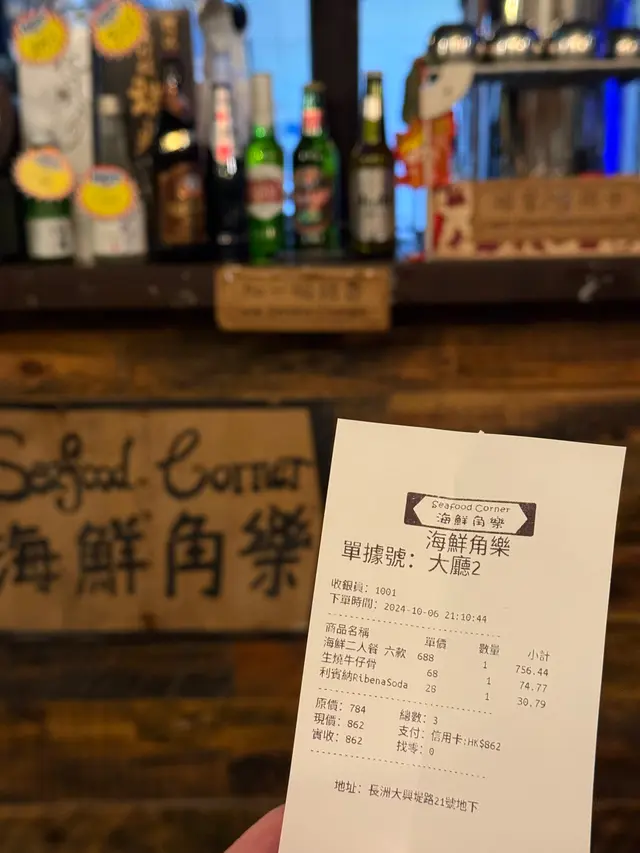 Seafood Corner
海鮮角樂
Seafood Corner
海鮮角樂
海鮮角樂
單據號: 大廳2
收銀員: 1001
下單時間: 2024-10-06 21:10:44
商品名稱 單價 數量 小計
海鮮二人餐 六款 688 1 756.44
生燒牛仔骨 68 1 74.77
利賓納RibenaSoda 28 1 30.79
原價: 784 總數: 3
現價: 862 支付: 信用卡:HK$862
實收: 862 找零: 0
地址: 長洲大興堤路21號地下